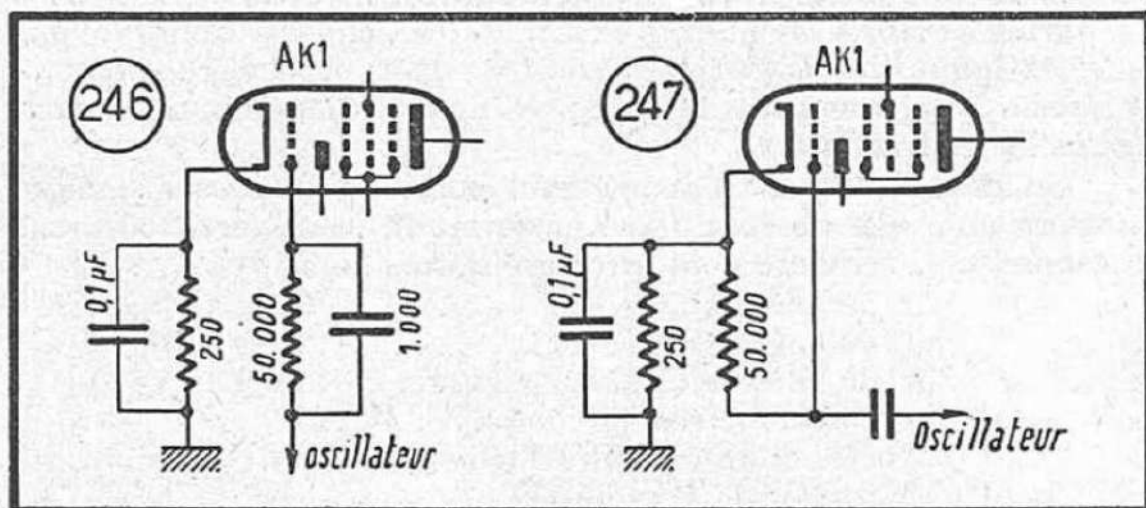 246
AK1
0,1µF
250
50.000
1.000
oscillateur
247
AK1
0,1µF
250
50.000
Oscillateur